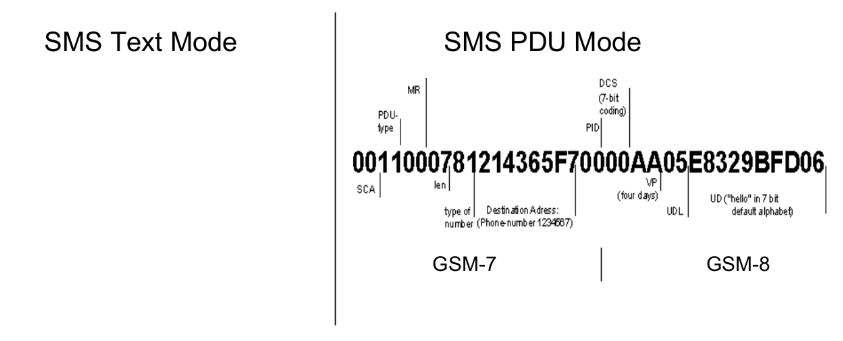 SMS Text Mode
SMS PDU Mode
MR
DCS
(7-bit
coding)
PDU-
type
PID
0011000781214365F70000AA05E8329BFD06
SCA
len
type of
number
Destination Adress:
(Phone-number 1234567)
VP
(four days)
UDL
UD ("hello" in 7 bit
default alphabet)
GSM-7
GSM-8